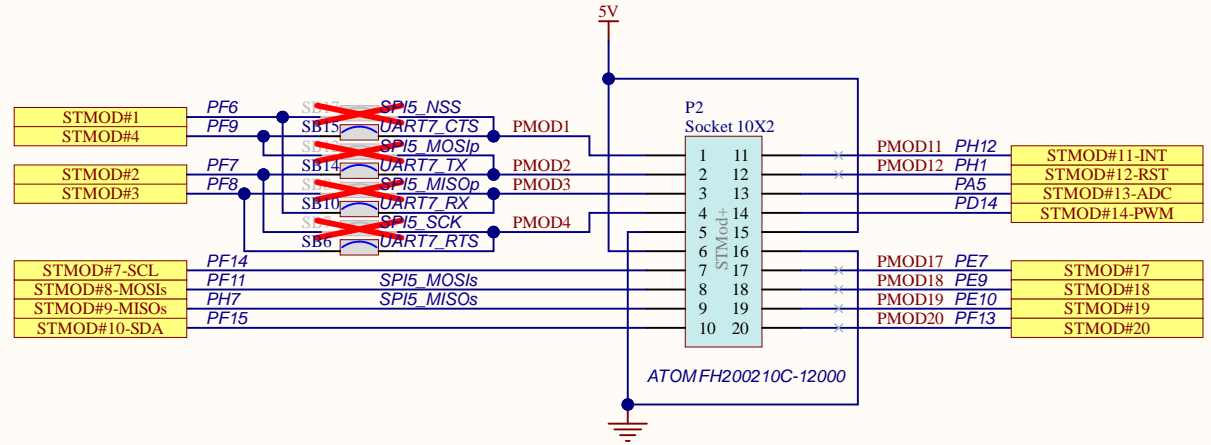 5V
STMOD#1
STMOD#4
STMOD#2
STMOD#3
PF6
PF9
PF7
PF8
SPI5_NSS
SB15
UART7_CTS
SPI5_MOSIp
SB14
UART7_TX
SPI5_MISOp
SB10
UART7_RX
SPI5_SCK
SB6
UART7_RTS
PMOD1
PMOD2
PMOD3
PMOD4
STMOD#7-SCL
STMOD#8-MOSIs
STMOD#9-MISOs
STMOD#10-SDA
PF14
PF11
PH7
PF15
SPI5_MOSIs
SPI5_MISOs
P2
Socket 10X2
1 11
2 12
3 13
4 14
5 15
6 16
7 17
8 18
9 19
10 20
STMod+
ATOM FH200210C-12000
PMOD11 PH12
PMOD12 PH1
PA5
PD14
STMOD#11-INT
STMOD#12-RST
STMOD#13-ADC
STMOD#14-PWM
PMOD17 PE7
PMOD18 PE9
PMOD19 PE10
PMOD20 PF13
STMOD#17
STMOD#18
STMOD#19
STMOD#20